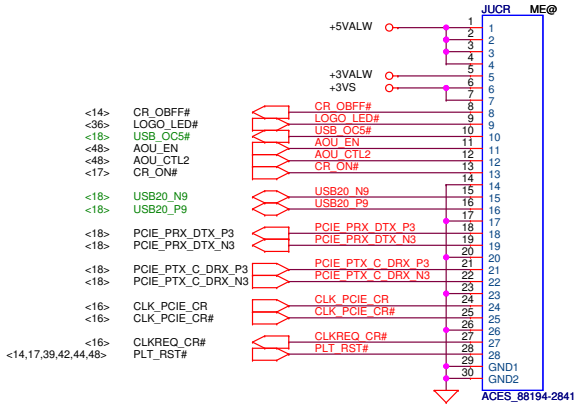 JUCR ME@
+5VALW 1 1
2 2
3 3
4 4
+3VALW 5 5
+3VS 6 6
7 7
<14> CR_OBFF# CR_OBFF# 8 8
<36> LOGO_LED# LOGO_LED# 9 9
<18> USB_OC5# USB_OC5# 10 10
<48> AOU_EN AOU_EN 11 11
<48> AOU_CTL2 AOU_CTL2 12 12
<17> CR_ON# CR_ON# 13 13
14 14
<18> USB20_N9 USB20_N9 15 15
<18> USB20_P9 USB20_P9 16 16
17 17
<18> PCIE_PRX_DTX_P3 PCIE_PRX_DTX_P3 18 18
<18> PCIE_PRX_DTX_N3 PCIE_PRX_DTX_N3 19 19
20 20
<18> PCIE_PTX_C_DRX_P3 PCIE_PTX_C_DRX_P3 21 21
<18> PCIE_PTX_C_DRX_N3 PCIE_PTX_C_DRX_N3 22 22
23 23
<16> CLK_PCIE_CR CLK_PCIE_CR 24 24
<16> CLK_PCIE_CR# CLK_PCIE_CR# 25 25
26 26
<16> CLKREQ_CR# CLKREQ_CR# 27 27
<14,17,39,42,44,48> PLT_RST# PLT_RST# 28 28
29 GND1
30 GND2
ACES_88194-2841